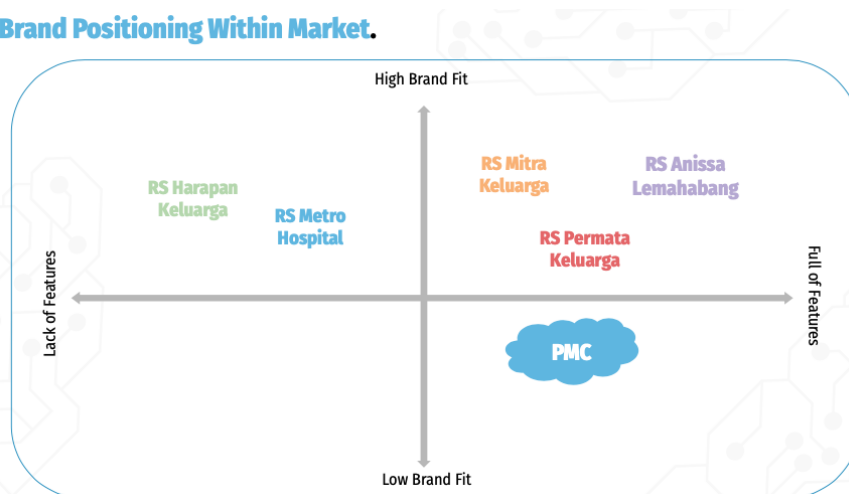 Brand Positioning Within Market.
High Brand Fit
RS Mitra
Keluarga
RS Anissa
Lemahabang
RS Harapan
Keluarga
RS Metro
Hospital
RS Permata
Keluarga
Lack of Features
Full of Features
PMC
Low Brand Fit